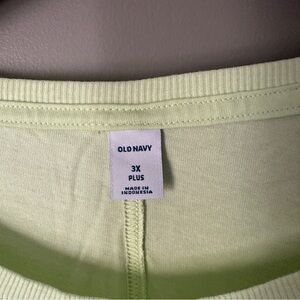 OLD NAVY
3X
PLUS
MADE IN
INDONESIA